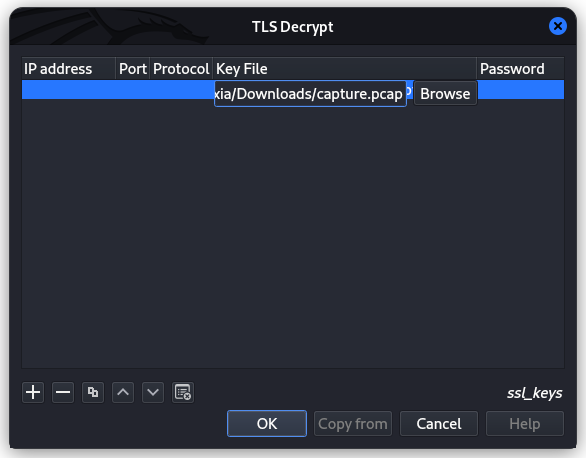 TLS Decrypt
IP address Port Protocol Key File Password
xia/Downloads/capture.pcap Browse
ssl_keys
OK Copy from Cancel Help